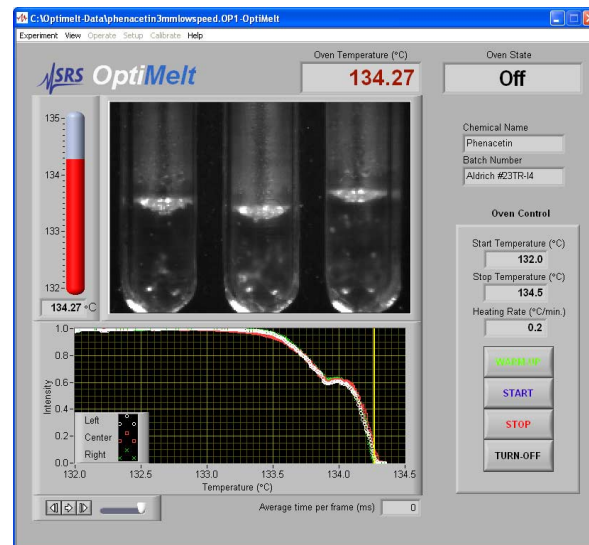 C:\Optimelt-Data\phenacetin3mmlowspeed.OP1-OptiMelt
Experiment View Operate Setup Calibrate Help
SRS OptiMelt
Oven Temperature (°C)
134.27
Oven State
Off
135-
134-
133-
132-
134.27 °C
Chemical Name
Phenacetin
Batch Number
Aldrich #23TR-I4
Oven Control
Start Temperature (°C)
132.0
Stop Temperature (°C)
134.5
Heating Rate (°C/min.)
0.2
START
STOP
TURN-OFF
Intensity
1.0-
0.8-
0.6-
0.4-
0.2-
0.0-
Left
Center
Right
132.0 132.5 133.0 133.5 134.0 134.5
Temperature (°C)
Average time per frame (ms) 0